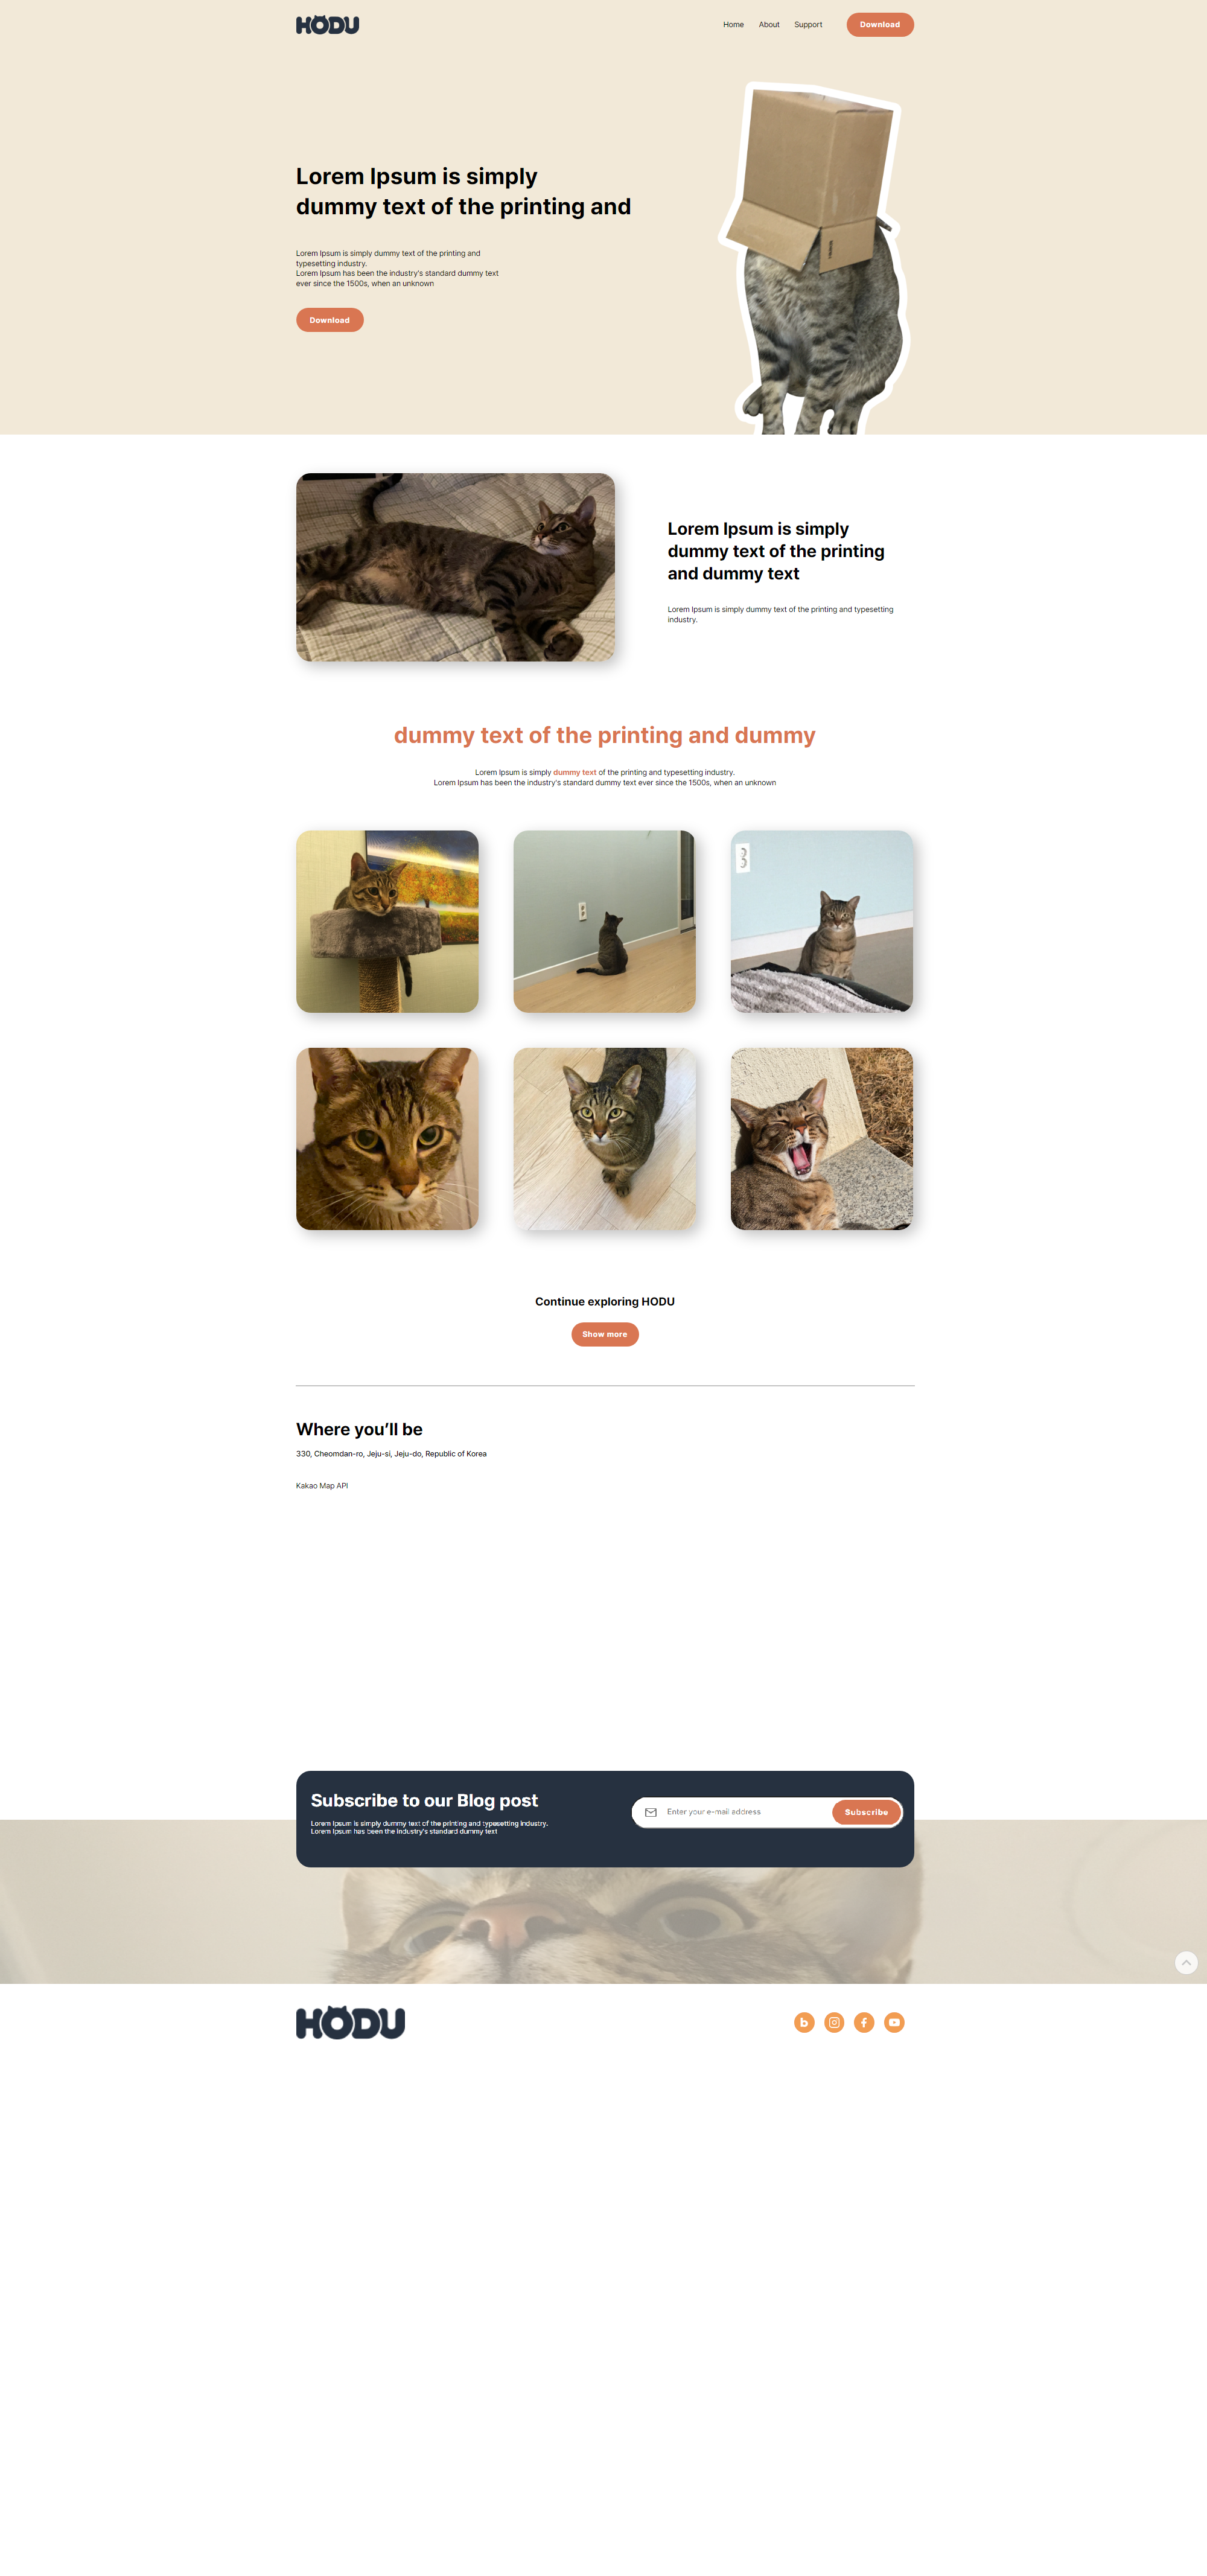 HODU
Home
About
Support
Download
Lorem Ipsum is simply
dummy text of the printing and
Lorem Ipsum is simply dummy text of the printing and
typesetting industry.
Lorem Ipsum has been the industry's standard dummy text
ever since the 1500s, when an unknown
Download
Lorem Ipsum is simply
dummy text of the printing
and dummy text
Lorem Ipsum is simply dummy text of the printing and typesetting
industry.
dummy text of the printing and dummy
Lorem Ipsum is simply dummy text of the printing and typesetting industry.
Lorem Ipsum has been the industry's standard dummy text ever since the 1500s, when an unknown
Continue exploring HODU
Show more
Where you’ll be
330, Cheomdan-ro, Jeju-si, Jeju-do, Republic of Korea
Kakao Map API
Subscribe to our Blog post
Lorem Ipsum is simply dummy text of the printing and typesetting industry.
Lorem Ipsum has been the industry's standard dummy text
Enter your e-mail address
Subscribe
HODU